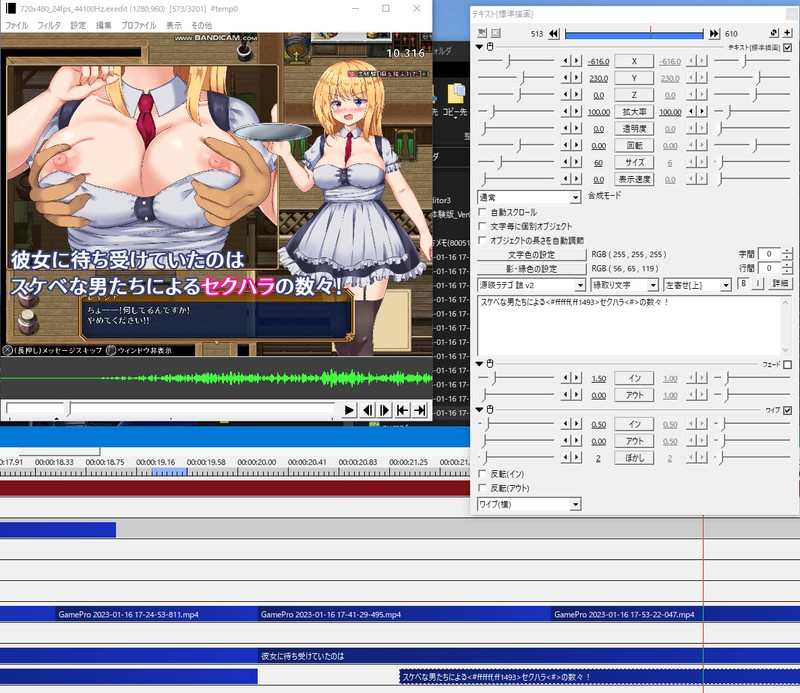 720x480_24fps_44100Hz.exedit (1280,960) [573/3201] #temp0
ファイル フィルタ 設定 編集 プロファイル 表示 その他
www.BANDICAM.com
10.316
彼女に待ち受けていたのは
スケベな男たちによるセクハラの数々!
ちょーー!何してるんですか!
やめてください!!
(長押し)メッセージスキップ ウィンドウ非表示
コピー先
テキスト[標準描画]
513 610
テキスト[標準描画]
-616.0 X -616.0
230.0 Y 230.0
0.0 Z 0.0
100.00 拡大率 100.00
0.0 透明度 0.0
0.00 回転 0.00
60 サイズ 6
0.0 表示速度 0.0
通常 合成モード
自動スクロール
文字毎に個別オブジェクト
オブジェクトの長さを自動調節
文字色の設定 RGB ( 255, 255, 255) 字間 0
影・縁色の設定 RGB ( 56, 65, 119) 行間 0
源暎ラテゴ 詰 v2 縁取り文字 左寄せ[上] B I 詳細
スケベな男たちによる<#ffffff,ff1493>セクハラ<#>の数々!
フェード
1.50 イン 1.00
0.00 アウト 1.00
ワイプ
0.50 イン 0.50
0.00 アウト 0.50
2 ぼかし 2
反転(イン)
反転(アウト)
ワイプ(横)
00:00:18.33 00:00:18.75 00:00:19.16 00:00:19.58 00:00:20.00 00:00:20.41 00:00:20.83 00:00:21.25
GamePro 2023-01-16 17-24-53-811.mp4 GamePro 2023-01-16 17-41-29-495.mp4 GamePro 2023-01-16 17-53-22-047.mp4
彼女に待ち受けていたのは
スケベな男たちによる<#ffffff,ff1493>セクハラ<#>の数々!